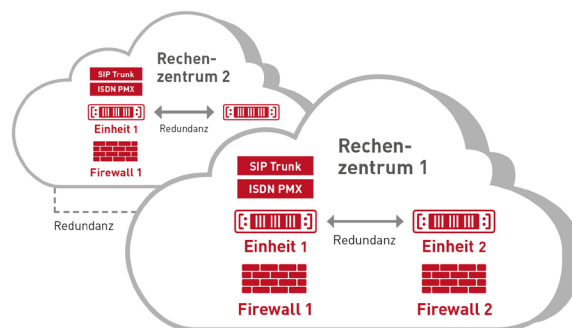 Rechen-
zentrum 2
SIP Trunk
ISDN PMX
Einheit 1
Redundanz
Firewall 1
Redundanz
Rechen-
zentrum 1
SIP Trunk
ISDN PMX
Einheit 1
Redundanz
Einheit 2
Firewall 1
Firewall 2